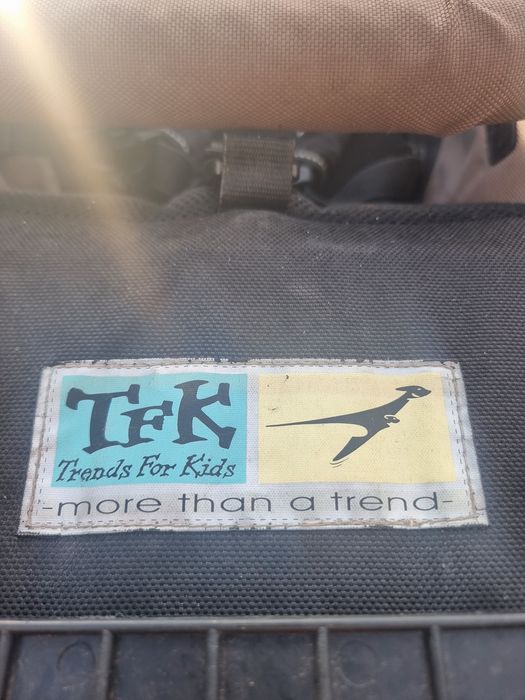 TFK
Trends For Kids
-more than a trend-